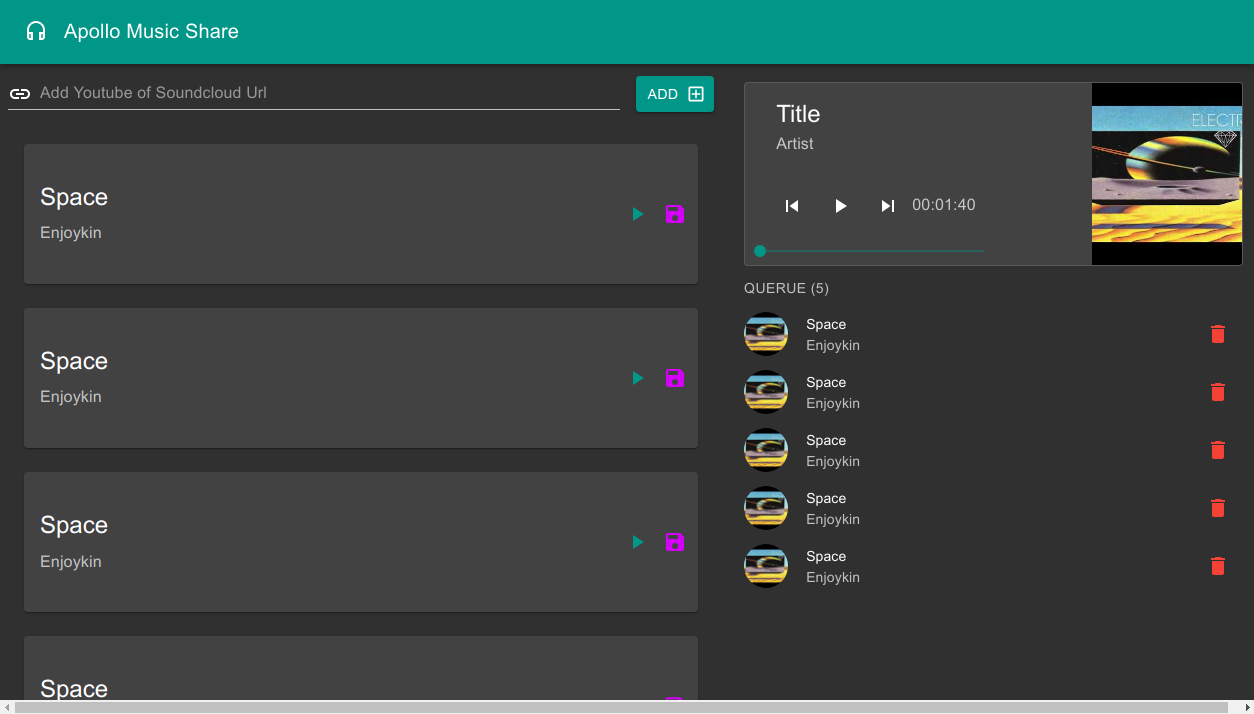 Apollo Music Share
Add Youtube of Soundcloud Url
ADD
Space
Enjoykin
Space
Enjoykin
Space
Enjoykin
Space
Title
Artist
00:01:40
QUERUE (5)
Space
Enjoykin
Space
Enjoykin
Space
Enjoykin
Space
Enjoykin
Space
Enjoykin